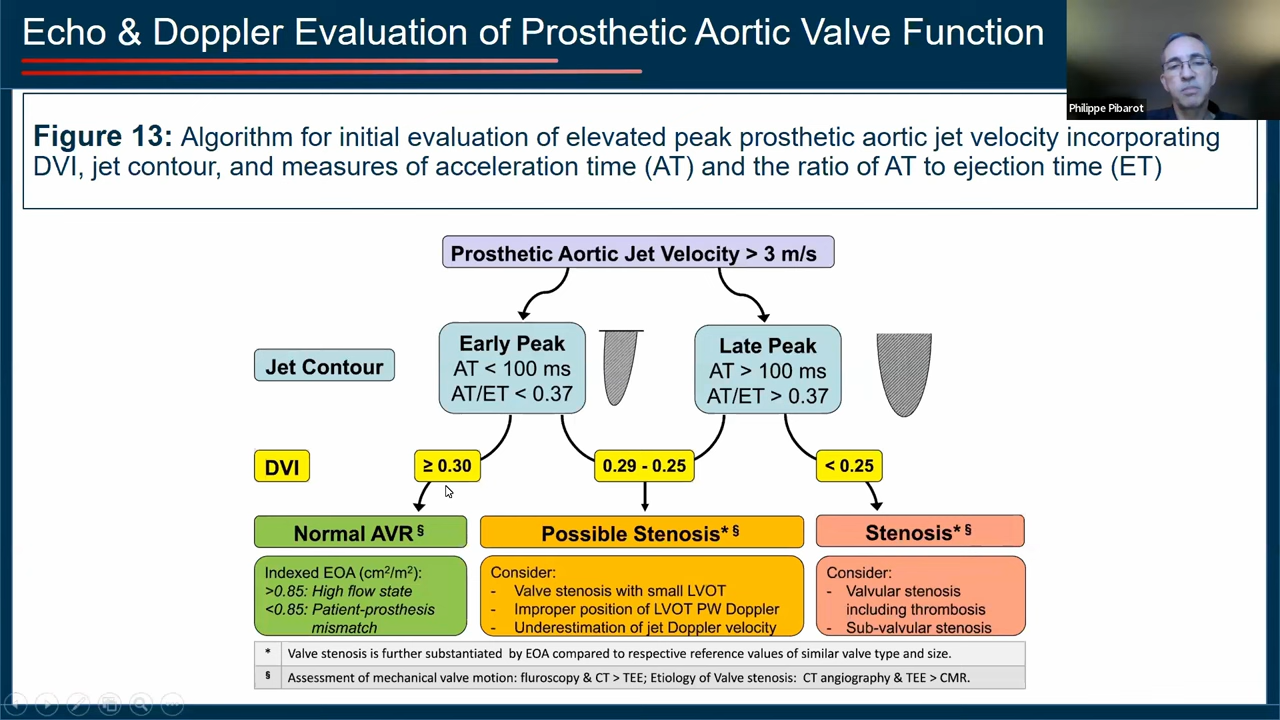 Echo & Doppler Evaluation of Prosthetic Aortic Valve Function
Philippe Pibarot
Figure 13: Algorithm for initial evaluation of elevated peak prosthetic aortic jet velocity incorporating
DVI, jet contour, and measures of acceleration time (AT) and the ratio of AT to ejection time (ET)
Prosthetic Aortic Jet Velocity > 3 m/s
Jet Contour
Early Peak
AT < 100 ms
AT/ET < 0.37
Late Peak
AT > 100 ms
AT/ET > 0.37
DVI
≥ 0.30
0.29 - 0.25
< 0.25
Normal AVR §
Indexed EOA (cm²/m²):
>0.85: High flow state
<0.85: Patient-prosthesis
mismatch
Possible Stenosis* §
Consider:
- Valve stenosis with small LVOT
- Improper position of LVOT PW Doppler
- Underestimation of jet Doppler velocity
Stenosis* §
Consider:
- Valvular stenosis
including thrombosis
- Sub-valvular stenosis
* Valve stenosis is further substantiated by EOA compared to respective reference values of similar valve type and size.
§ Assessment of mechanical valve motion: fluroscopy & CT > TEE; Etiology of Valve stenosis: CT angiography & TEE > CMR.